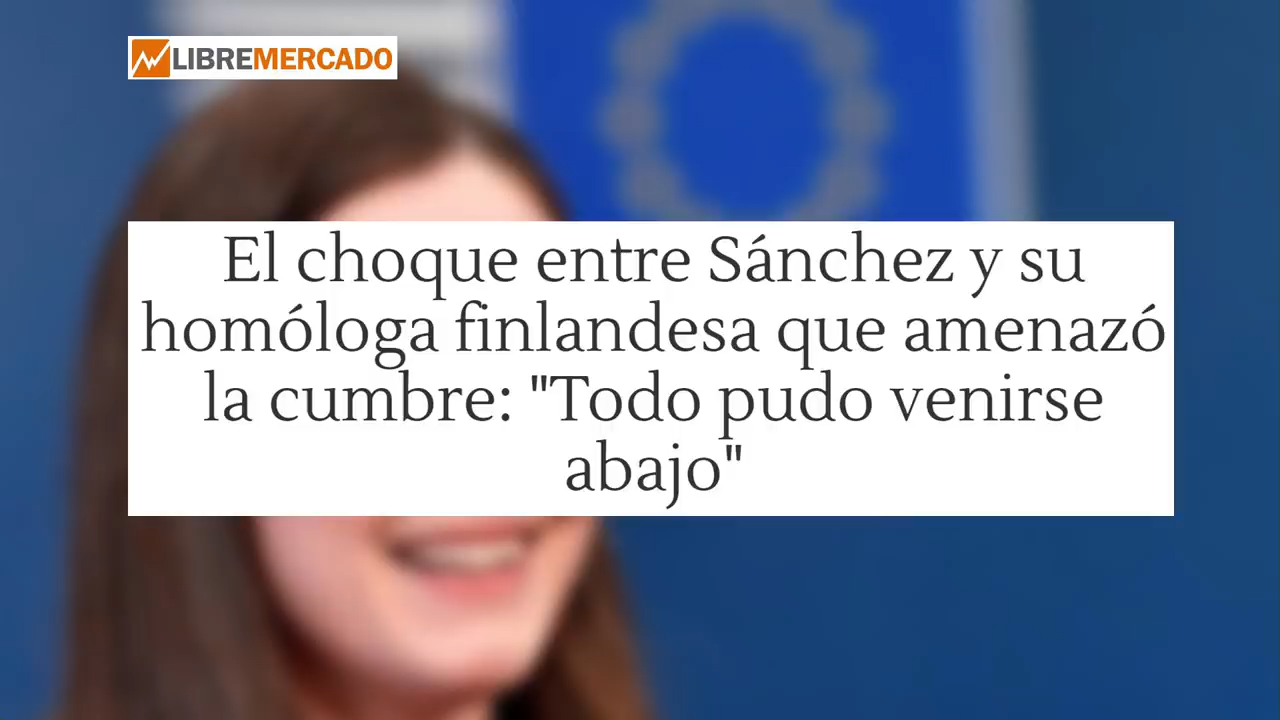 LIBREMERCADO
El choque entre Sánchez y su
homóloga finlandesa que amenazó
la cumbre: "Todo pudo venirse
abajo"